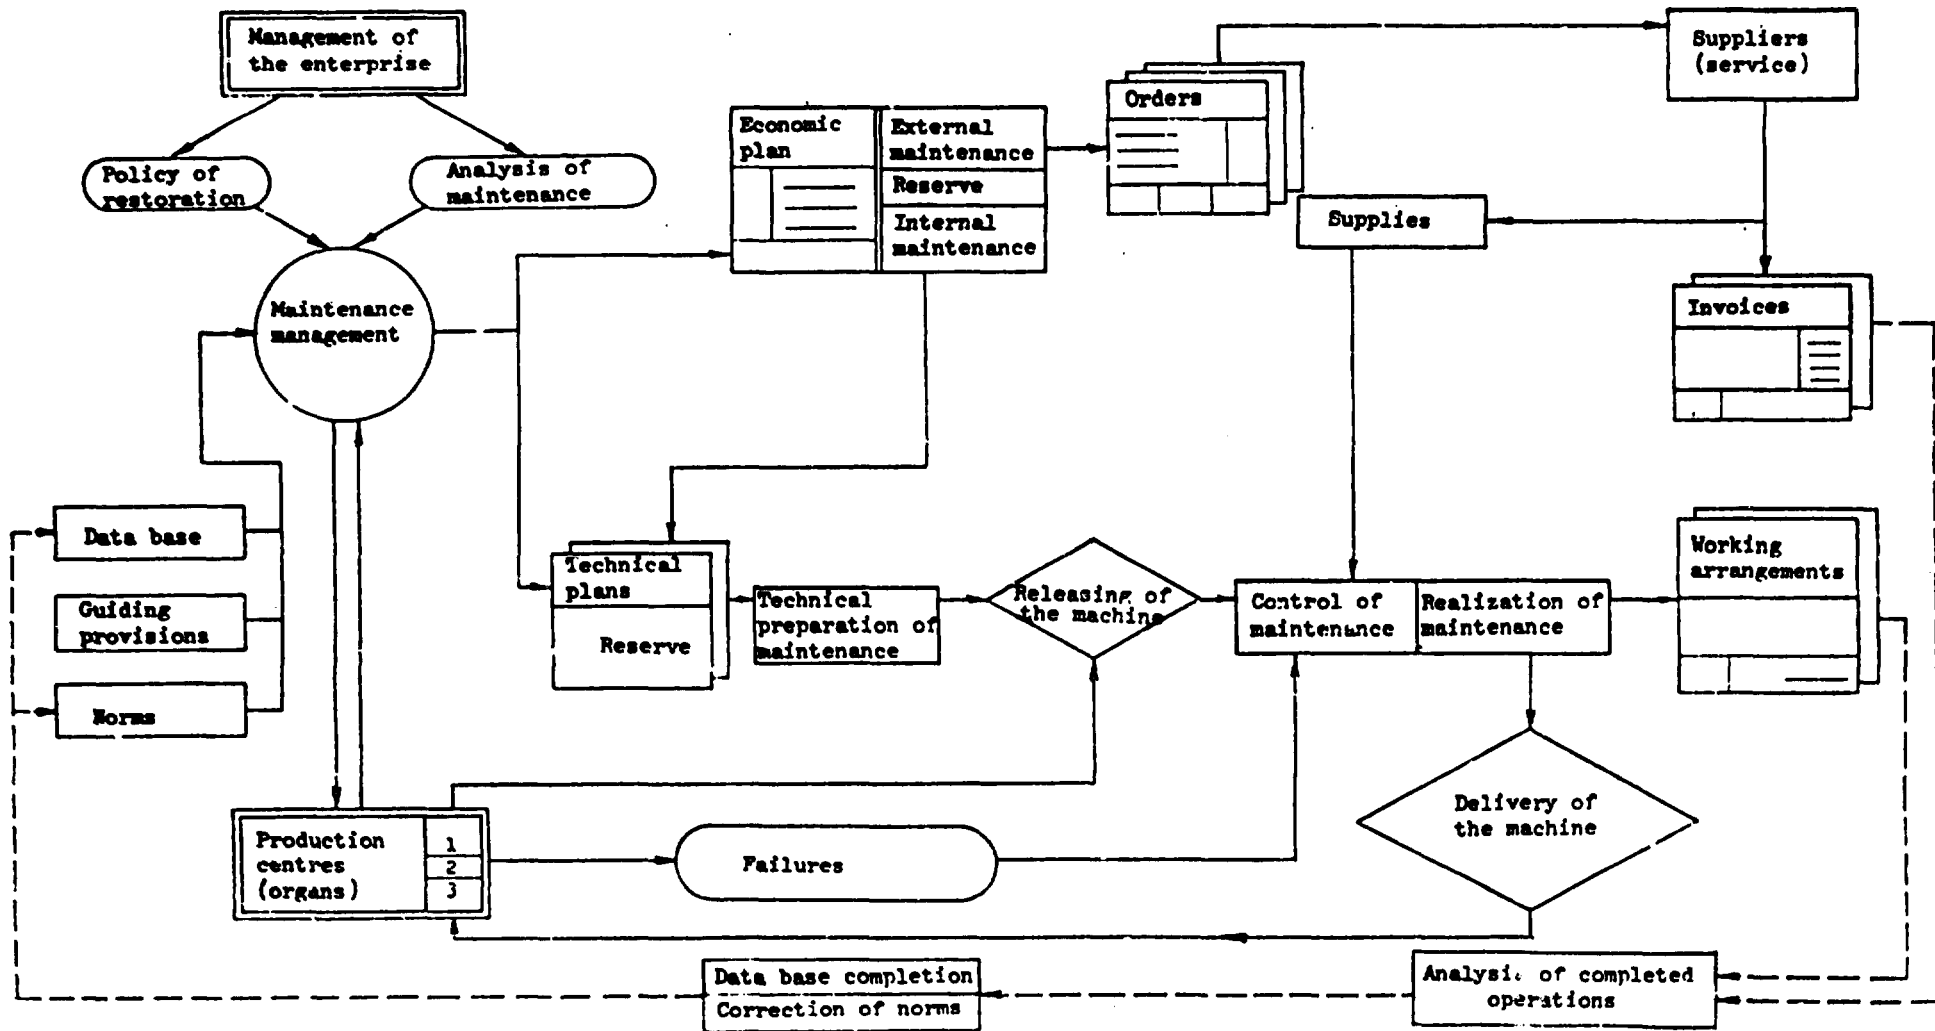 Management of
the enterprise
Policy of
restoration
Analysis of
maintenance
Maintenance
management
Economic
plan
External
maintenance
Reserve
Internal
maintenance
Orders
Suppliers
(service)
Supplies
Invoices
Data base
Guiding
provisions
Norms
Technical
plans
Reserve
Technical
preparation of
maintenance
Releasing of
the machine
Control of
maintenance
Realization of
maintenance
Working
arrangements
Production
centres
(organs)
1
2
3
Failures
Delivery of
the machine
Data base completion
Correction of norms
Analysis of completed
operations